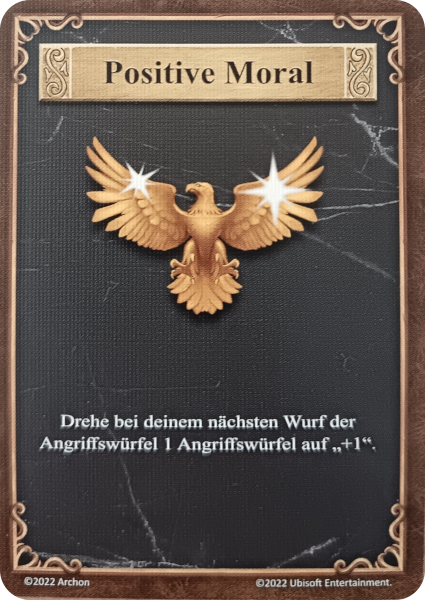 Positive Moral
Drehe bei deinem nächsten Wurf der
Angriffswürfel 1 Angriffswürfel auf „+1“.
©2022 Archon
©2022 Ubisoft Entertainment.